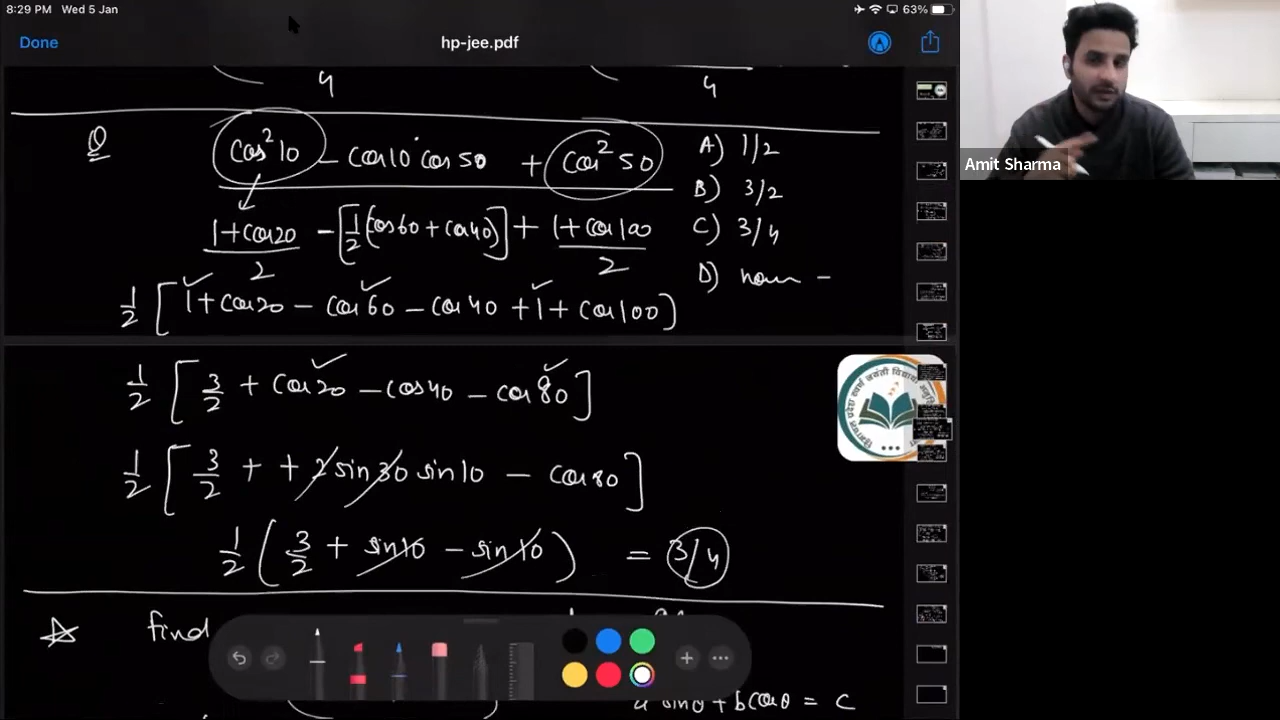 8:29 PM Wed 5 Jan
63%
Done
hp-jee.pdf
4
4
Q
cos²10 - cos10 cos50 + cos²50
A) 1/2
B) 3/2
C) 3/4
D) none -
1+cos20/2 - [1/2(cos60 + cos40)] + 1+cos100/2
1/2 [1+cos20 - cos60 - cos40 + 1 + cos100)
1/2 [3/2 + cos20 - cos40 - cos80]
1/2 [3/2 + + 2sin30 sin10 - cos80]
1/2 (3/2 + sin10 - sin10) = 3/4
find
a sinθ + b cosθ = c
Amit Sharma